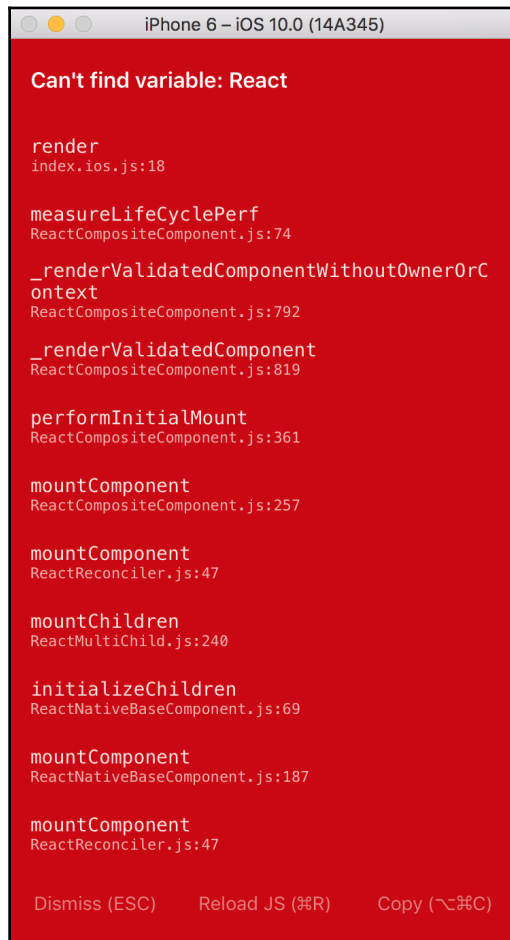 iPhone 6 – iOS 10.0 (14A345)
Can't find variable: React
render
index.ios.js:18
measureLifeCyclePerf
ReactCompositeComponent.js:74
_renderValidatedComponentWithoutOwnerOrC
ontext
ReactCompositeComponent.js:792
_renderValidatedComponent
ReactCompositeComponent.js:819
performInitialMount
ReactCompositeComponent.js:361
mountComponent
ReactCompositeComponent.js:257
mountComponent
ReactReconciler.js:47
mountChildren
ReactMultiChild.js:240
initializeChildren
ReactNativeBaseComponent.js:69
mountComponent
ReactNativeBaseComponent.js:187
mountComponent
ReactReconciler.js:47
Dismiss (ESC) Reload JS (⌘R) Copy (⌥⌘C)